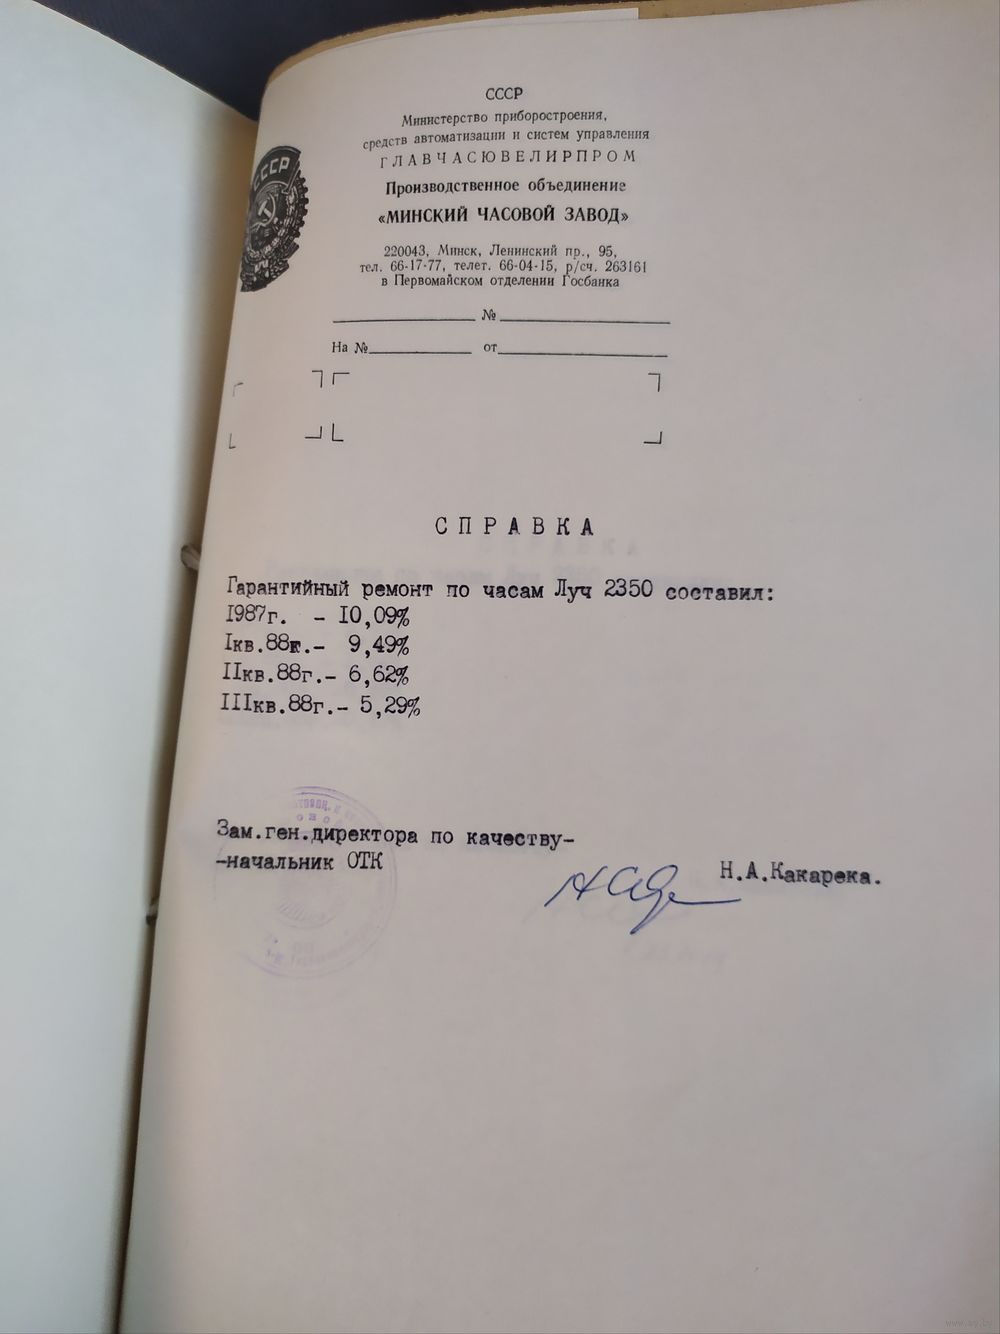 СССР
Министерство приборостроения,
средств автоматизации и систем управления
ГЛАВЧАСЮВЕЛИРПРОМ
Производственное объединение
«МИНСКИЙ ЧАСОВОЙ ЗАВОД»
220043, Минск, Ленинский пр., 95,
тел. 66-17-77, телет. 66-04-15, р/сч. 263161
в Первомайском отделении Госбанка
№
На № от
СССР
СПРАВКА
Гарантийный ремонт по часам Луч 2350 составил:
I987г. - I0,09%
Iкв.88г.- 9,49%
IIкв.88г.- 6,62%
IIIкв.88г.- 5,29%
Зам.ген.директора по качеству-
-начальник ОТК
Н.А.Какарека.
www.ay.by